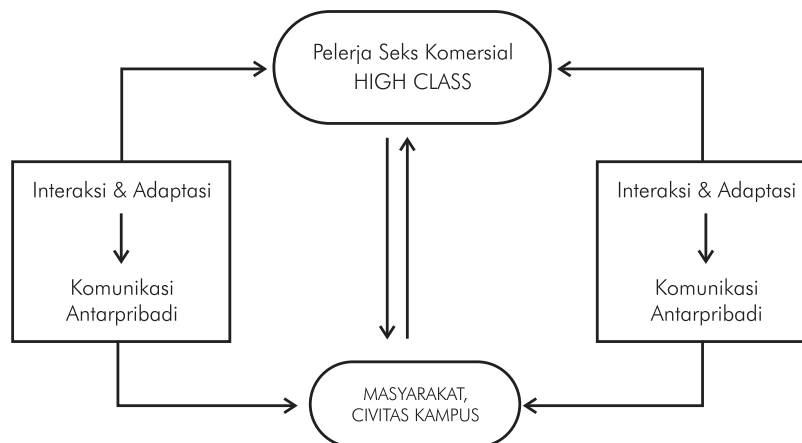 Pelerja Seks Komersial
HIGH CLASS
Interaksi & Adaptasi
Komunikasi
Antarpribadi
Interaksi & Adaptasi
Komunikasi
Antarpribadi
MASYARAKAT,
CIVITAS KAMPUS